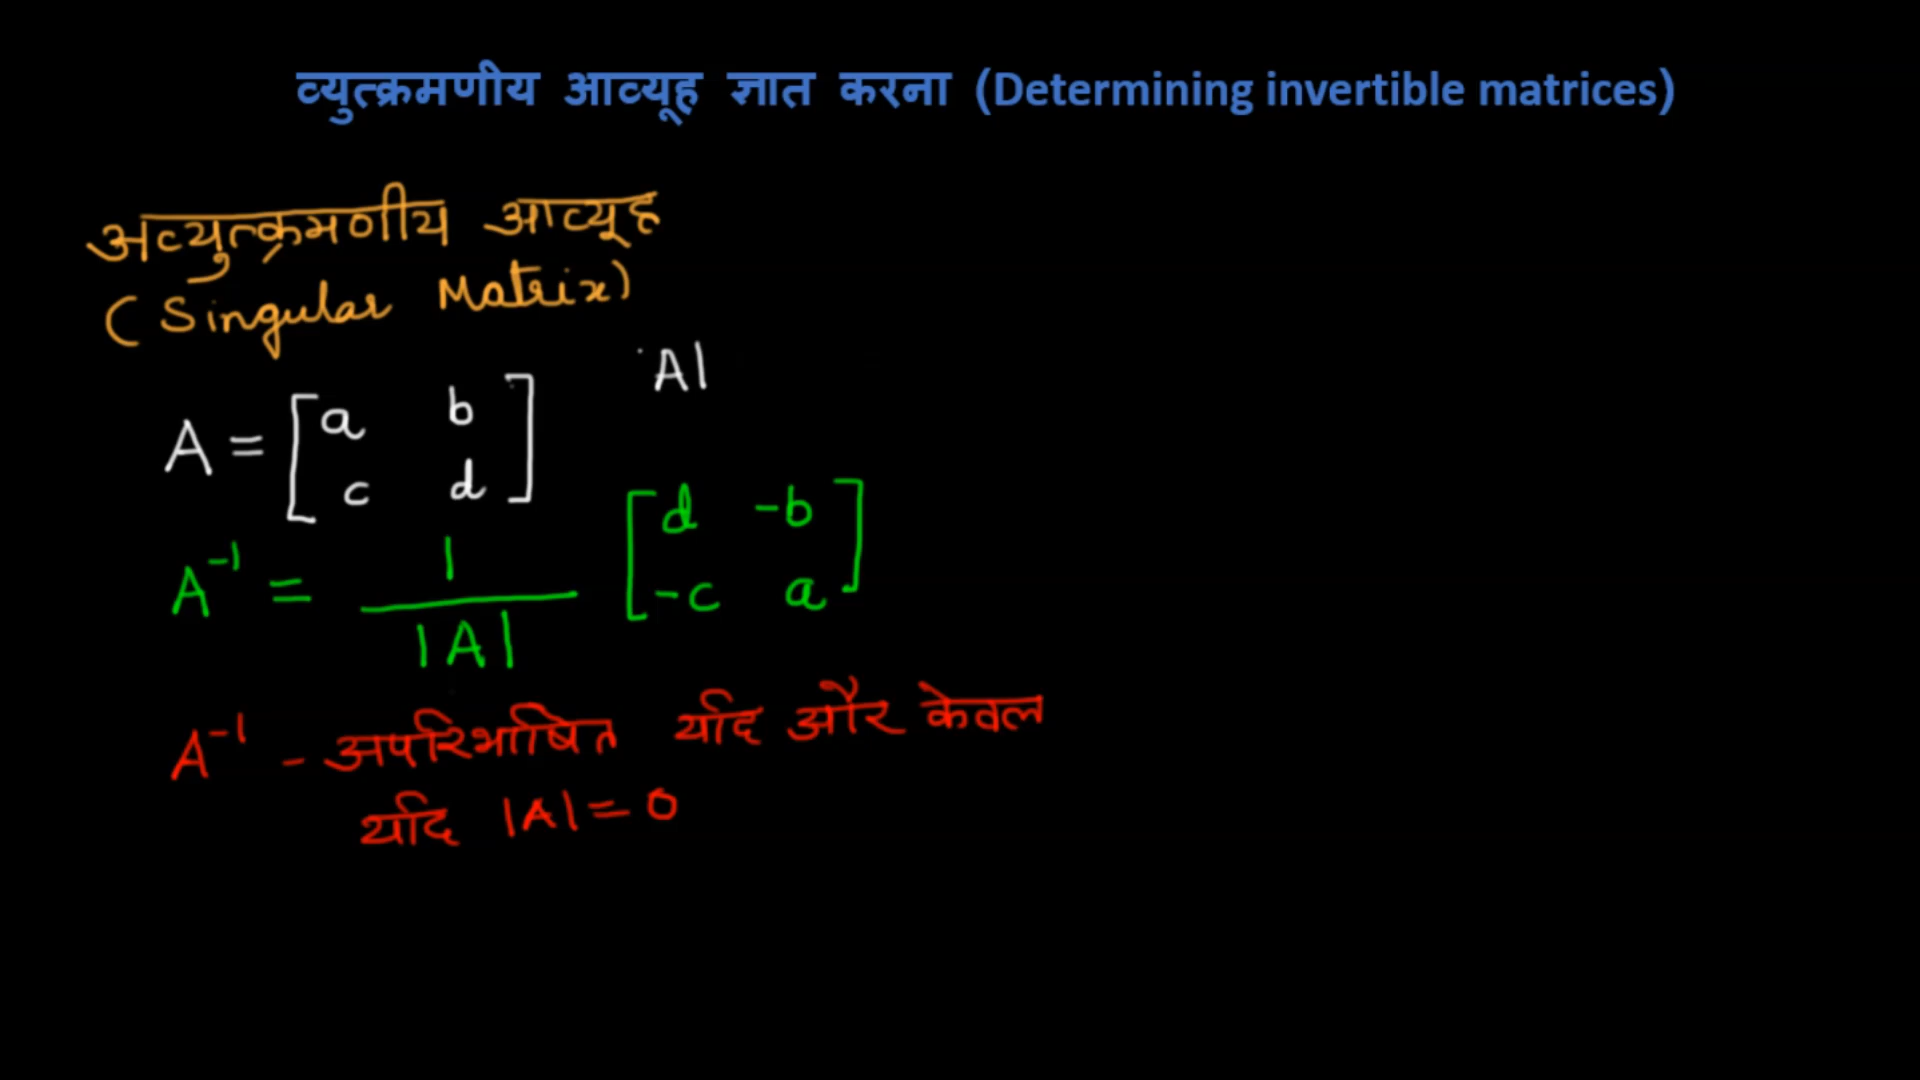 व्युत्क्रमणीय आव्यूह ज्ञात करना (Determining invertible matrices)
अव्युत्क्रमणीय आव्यूह
(Singular Matrix)
A|
A = [a b
c d]
A⁻¹ = 1/|A| [d -b
-c a]
A⁻¹ - अपरिभाषित यदि और केवल
यदि |A| = 0